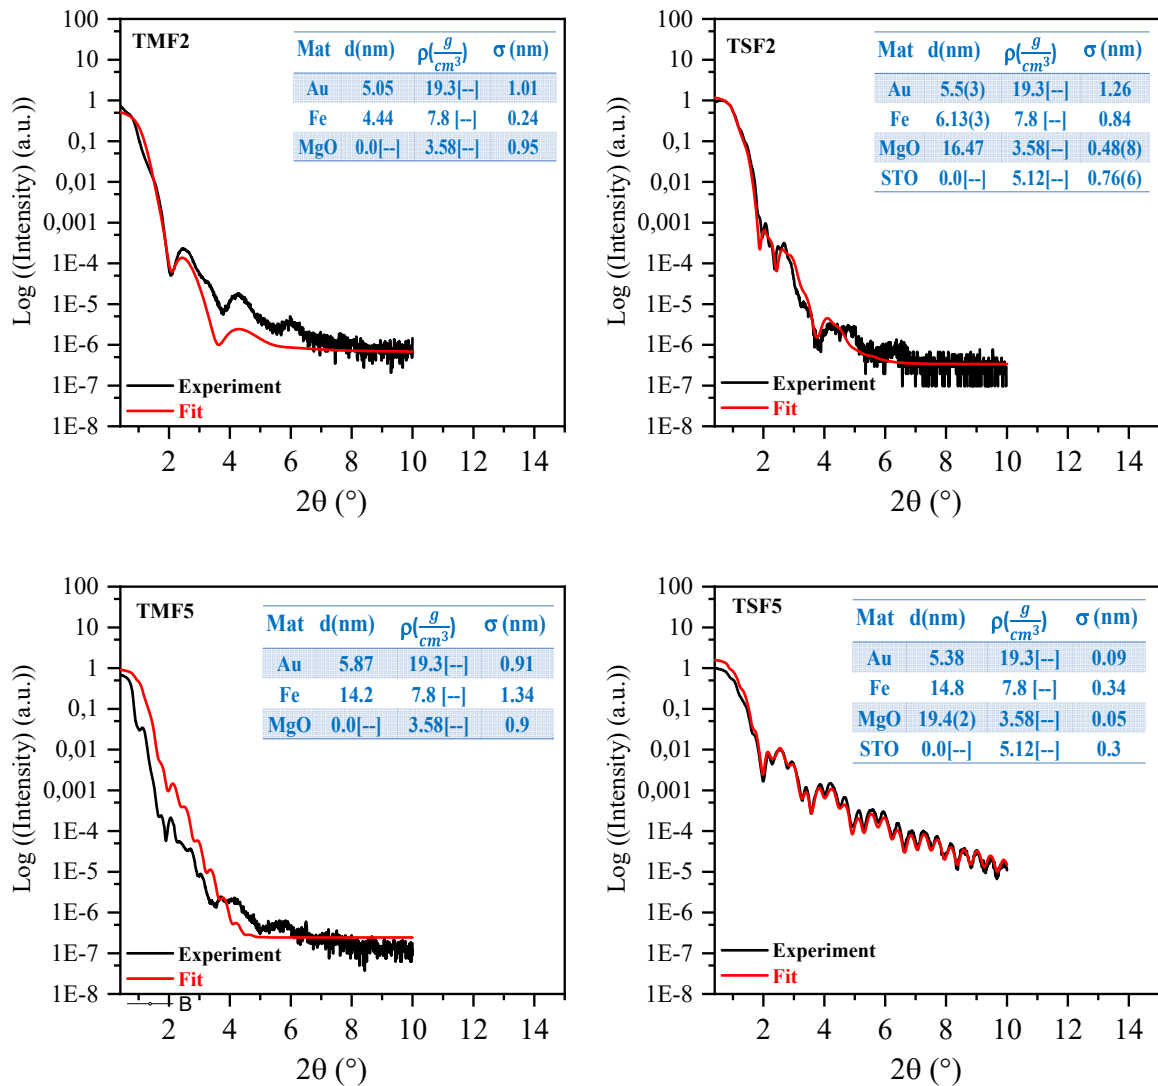 TMF2
Mat d(nm) ρ(g/cm³) σ (nm)
Au 5.05 19.3[--] 1.01
Fe 4.44 7.8 [--] 0.24
MgO 0.0[--] 3.58[--] 0.95
100
10
1
0,1
0,01
0,001
1E-4
1E-5
1E-6
1E-7
1E-8
Log ((Intensity) (a.u.))
Experiment
Fit
2 4 6 8 10 12 14
2θ (°)
TSF2
Mat d(nm) ρ(g/cm³) σ (nm)
Au 5.5(3) 19.3[--] 1.26
Fe 6.13(3) 7.8 [--] 0.84
MgO 16.47 3.58[--] 0.48(8)
STO 0.0[--] 5.12[--] 0.76(6)
100
10
1
0,1
0,01
0,001
1E-4
1E-5
1E-6
1E-7
1E-8
Log ((Intensity) (a.u.))
Experiment
Fit
2 4 6 8 10 12 14
2θ (°)
TMF5
Mat d(nm) ρ(g/cm³) σ (nm)
Au 5.87 19.3[--] 0.91
Fe 14.2 7.8 [--] 1.34
MgO 0.0[--] 3.58[--] 0.9
100
10
1
0,1
0,01
0,001
1E-4
1E-5
1E-6
1E-7
1E-8
Log ((Intensity) (a.u.))
Experiment
Fit
B
2 4 6 8 10 12 14
2θ (°)
TSF5
Mat d(nm) ρ(g/cm³) σ (nm)
Au 5.38 19.3[--] 0.09
Fe 14.8 7.8 [--] 0.34
MgO 19.4(2) 3.58[--] 0.05
STO 0.0[--] 5.12[--] 0.3
100
10
1
0,1
0,01
0,001
1E-4
1E-5
1E-6
1E-7
1E-8
Log ((Intensity) (a.u.))
Experiment
Fit
2 4 6 8 10 12 14
2θ (°)